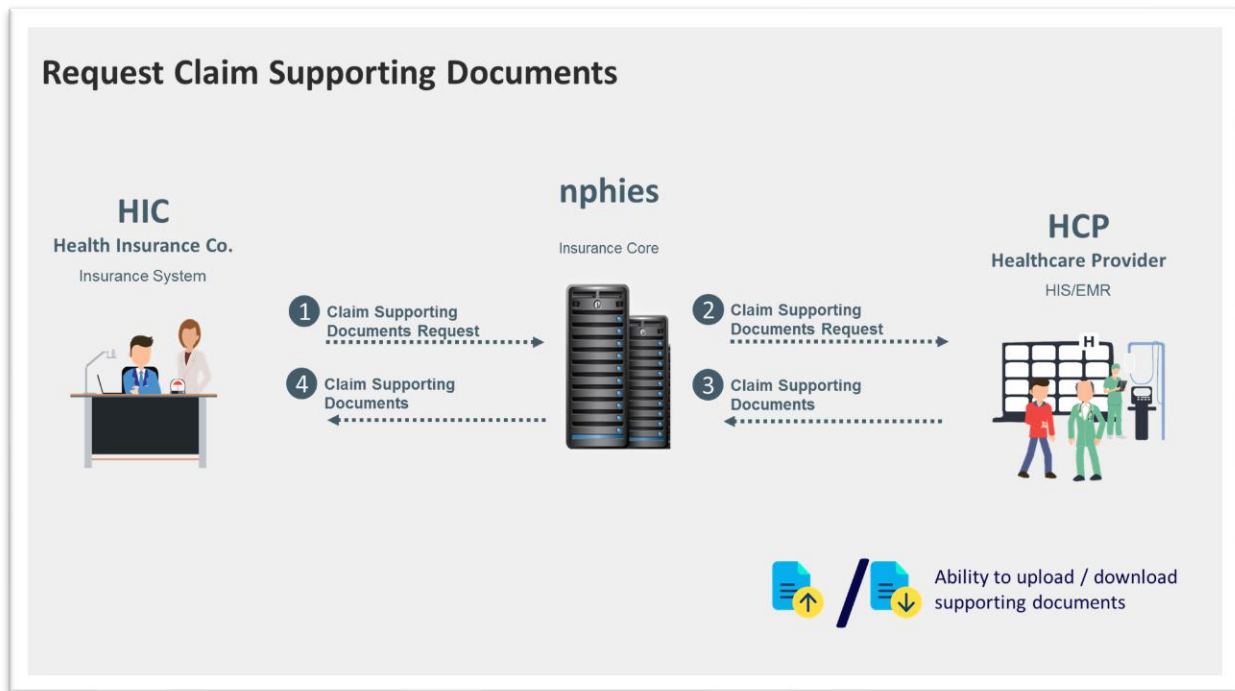 Request Claim Supporting Documents
HIC
Health Insurance Co.
Insurance System
nphies
Insurance Core
HCP
Healthcare Provider
HIS/EMR
1
Claim Supporting
Documents Request
2
Claim Supporting
Documents Request
4
Claim Supporting
Documents
3
Claim Supporting
Documents
H
Ability to upload / download
supporting documents